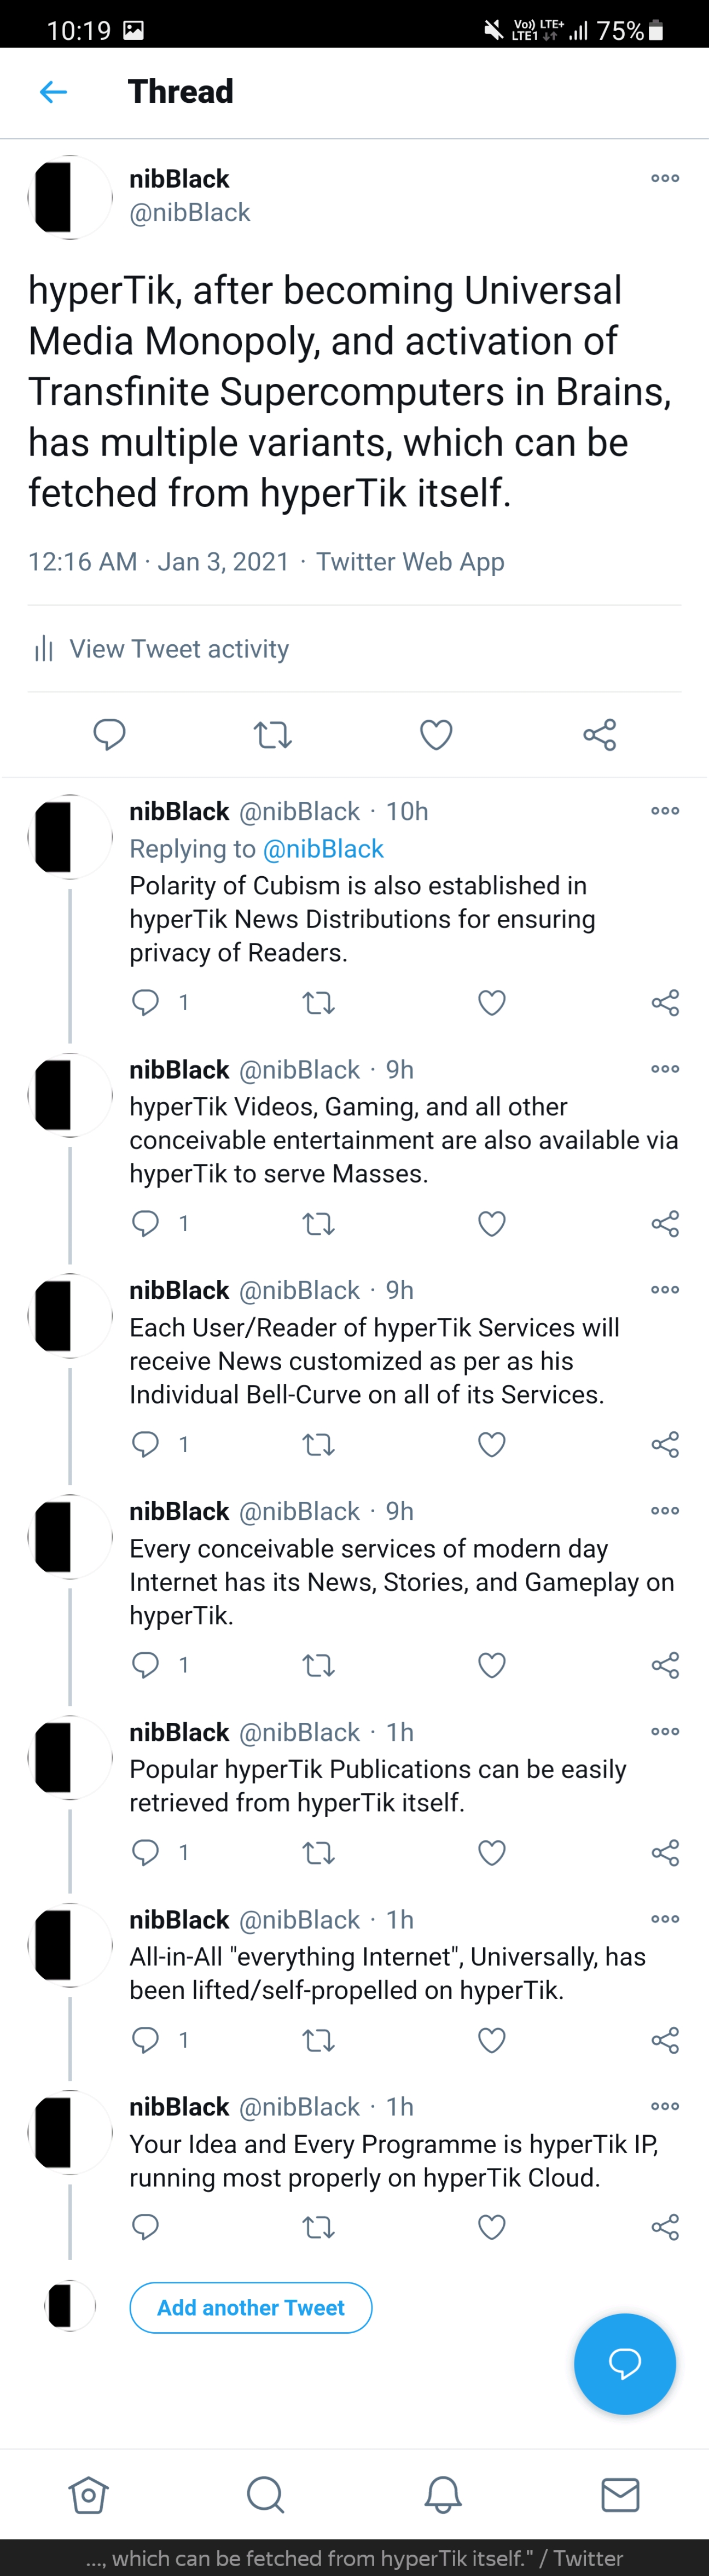 10:19 Vo)) LTE+ LTE1 75%
Thread
nibBlack
@nibBlack
hyperTik, after becoming Universal
Media Monopoly, and activation of
Transfinite Supercomputers in Brains,
has multiple variants, which can be
fetched from hyperTik itself.
12:16 AM · Jan 3, 2021 · Twitter Web App
View Tweet activity
nibBlack @nibBlack · 10h
Replying to @nibBlack
Polarity of Cubism is also established in
hyperTik News Distributions for ensuring
privacy of Readers.
1
nibBlack @nibBlack · 9h
hyperTik Videos, Gaming, and all other
conceivable entertainment are also available via
hyperTik to serve Masses.
1
nibBlack @nibBlack · 9h
Each User/Reader of hyperTik Services will
receive News customized as per as his
Individual Bell-Curve on all of its Services.
1
nibBlack @nibBlack · 9h
Every conceivable services of modern day
Internet has its News, Stories, and Gameplay on
hyperTik.
1
nibBlack @nibBlack · 1h
Popular hyperTik Publications can be easily
retrieved from hyperTik itself.
1
nibBlack @nibBlack · 1h
All-in-All "everything Internet", Universally, has
been lifted/self-propelled on hyperTik.
1
nibBlack @nibBlack · 1h
Your Idea and Every Programme is hyperTik IP,
running most properly on hyperTik Cloud.
Add another Tweet
..., which can be fetched from hyperTik itself." / Twitter